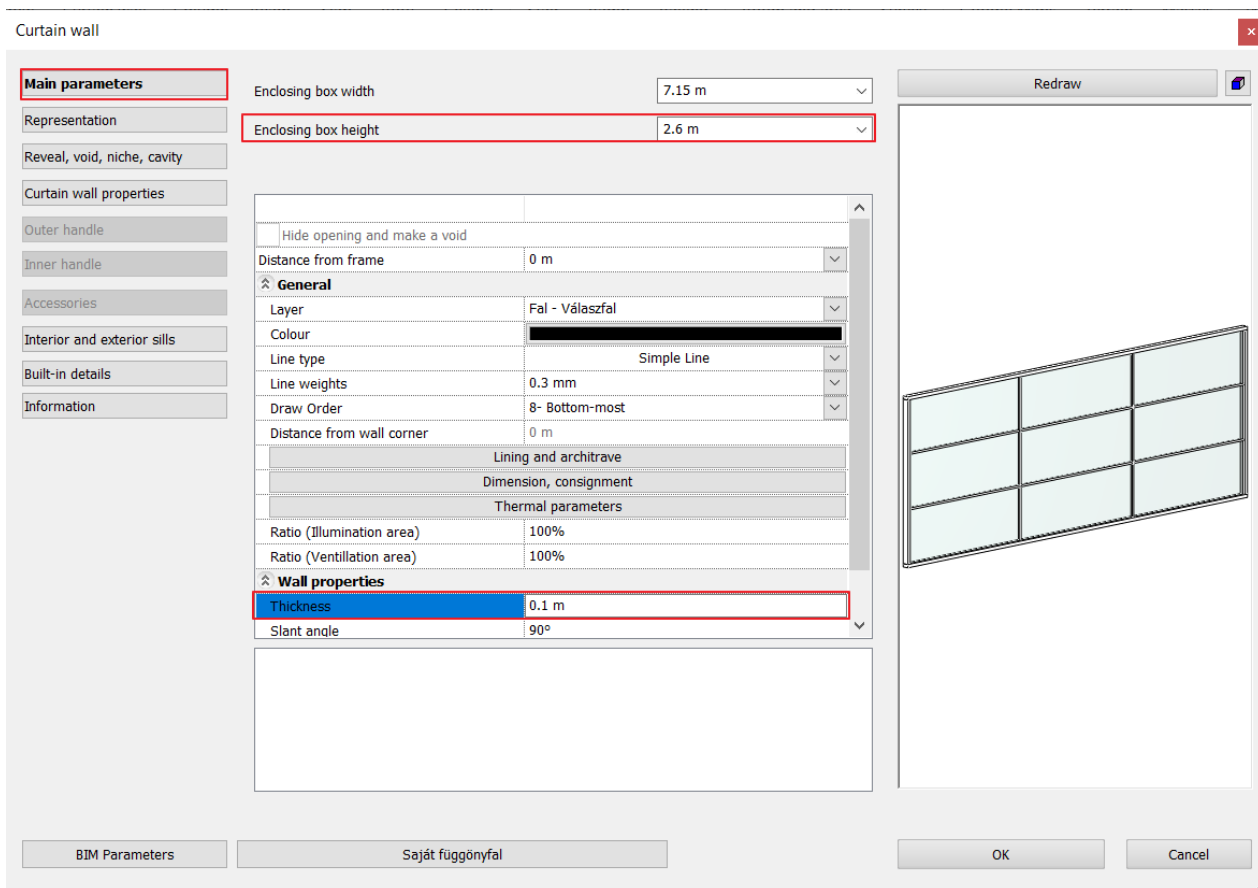 Curtain wall
Main parameters
Representation
Reveal, void, niche, cavity
Curtain wall properties
Outer handle
Inner handle
Accessories
Interior and exterior sills
Built-in details
Information
Enclosing box width 7.15 m
Enclosing box height 2.6 m
Hide opening and make a void
Distance from frame 0 m
General
Layer Fal - Válaszfal
Colour
Line type Simple Line
Line weights 0.3 mm
Draw Order 8- Bottom-most
Distance from wall corner 0 m
Lining and architrave
Dimension, consignment
Thermal parameters
Ratio (Illumination area) 100%
Ratio (Ventillation area) 100%
Wall properties
Thickness 0.1 m
Slant angle 90°
Redraw
BIM Parameters
Saját függönyfal
OK
Cancel